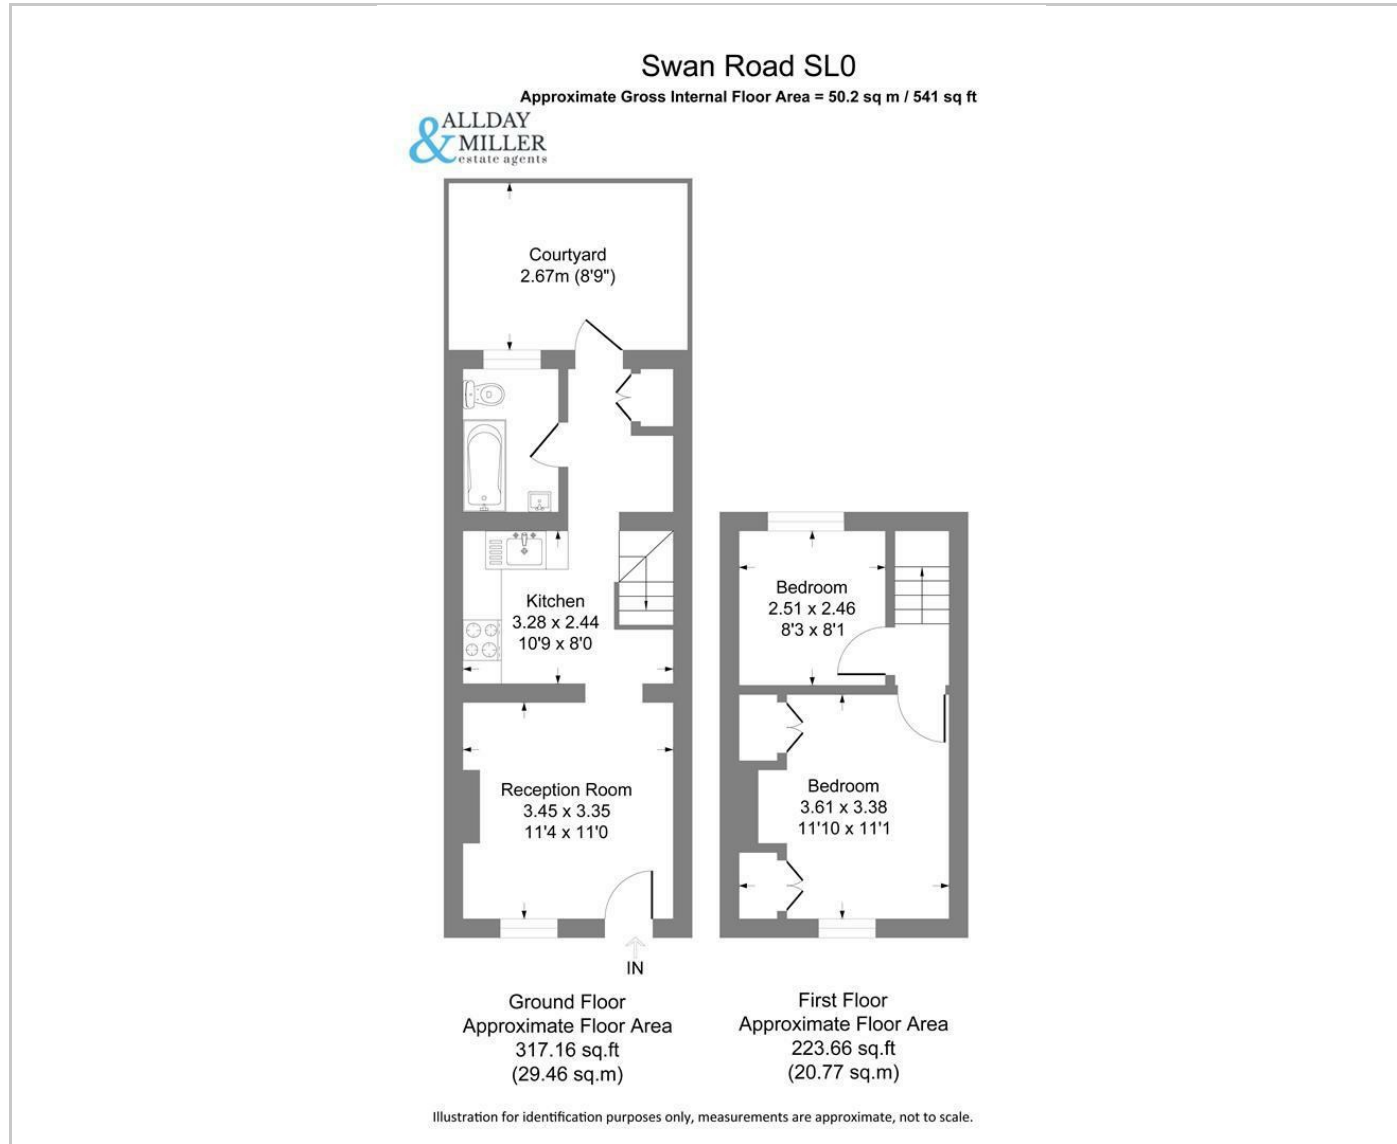 Swan Road SL0
Approximate Gross Internal Floor Area = 50.2 sq m / 541 sq ft
ALLDAY
& MILLER
estate agents
Courtyard
2.67m (8'9")
Kitchen
3.28 x 2.44
10'9 x 8'0
Reception Room
3.45 x 3.35
11'4 x 11'0
IN
Bedroom
2.51 x 2.46
8'3 x 8'1
Bedroom
3.61 x 3.38
11'10 x 11'1
Ground Floor
Approximate Floor Area
317.16 sq.ft
(29.46 sq.m)
First Floor
Approximate Floor Area
223.66 sq.ft
(20.77 sq.m)
Illustration for identification purposes only, measurements are approximate, not to scale.